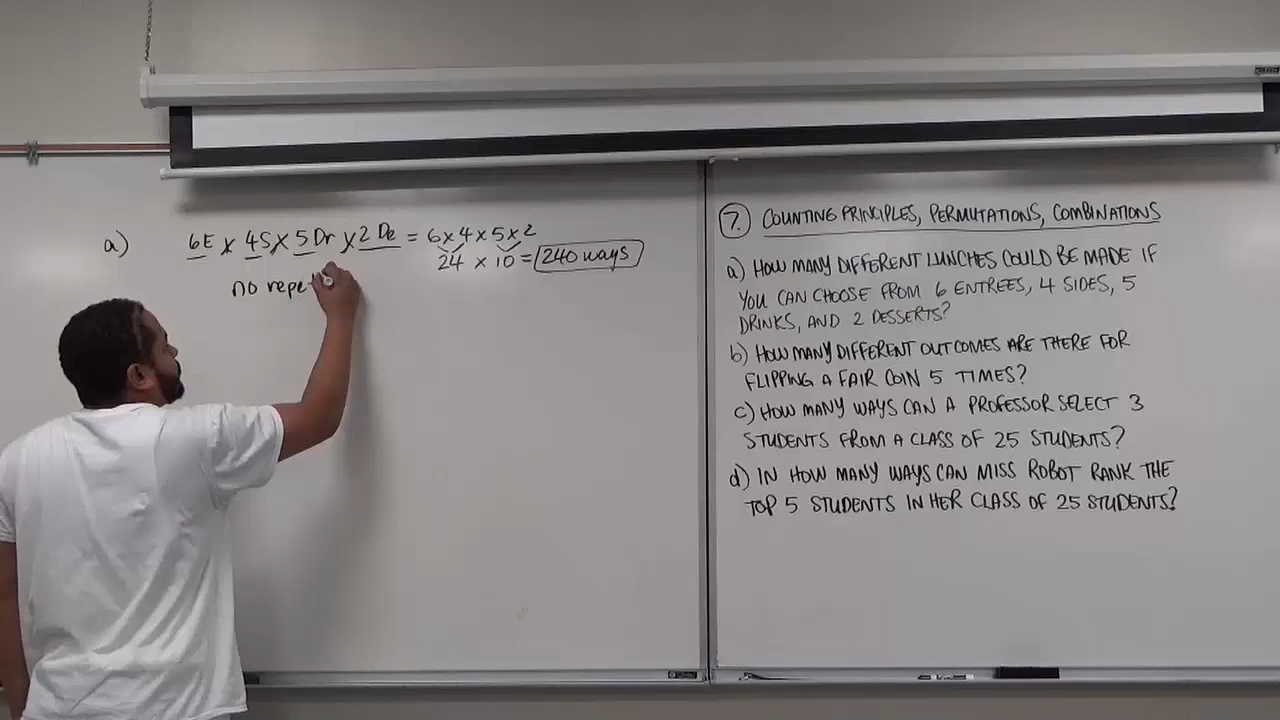 a) 6E x 4S x 5 Dr x 2 De = 6x4x5x2
24 x 10 = 240 ways
no repe
7. COUNTING PRINCIPLES, PERMUTATIONS, COMBINATIONS
a) HOW MANY DIFFERENT LUNCHES COULD BE MADE IF
YOU CAN CHOOSE FROM 6 ENTREES, 4 SIDES, 5
DRINKS, AND 2 DESSERTS?
b) HOW MANY DIFFERENT OUTCOMES ARE THERE FOR
FLIPPING A FAIR COIN 5 TIMES?
c) HOW MANY WAYS CAN A PROFESSOR SELECT 3
STUDENTS FROM A CLASS OF 25 STUDENTS?
d) IN HOW MANY WAYS CAN MISS ROBOT RANK THE
TOP 5 STUDENTS IN HER CLASS OF 25 STUDENTS?